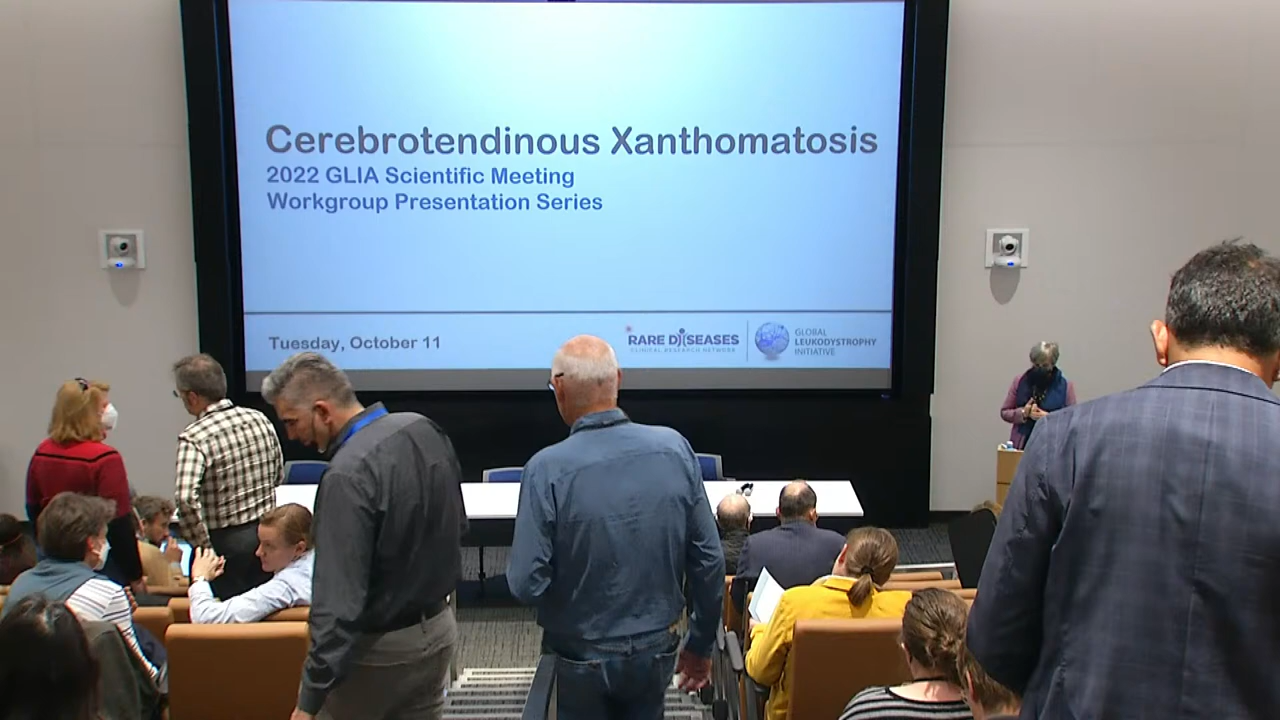 Cerebrotendinous Xanthomatosis
2022 GLIA Scientific Meeting
Workgroup Presentation Series
Tuesday, October 11
RARE DISEASES
CLINICAL RESEARCH NETWORK
GLOBAL
LEUKODYSTROPHY
INITIATIVE